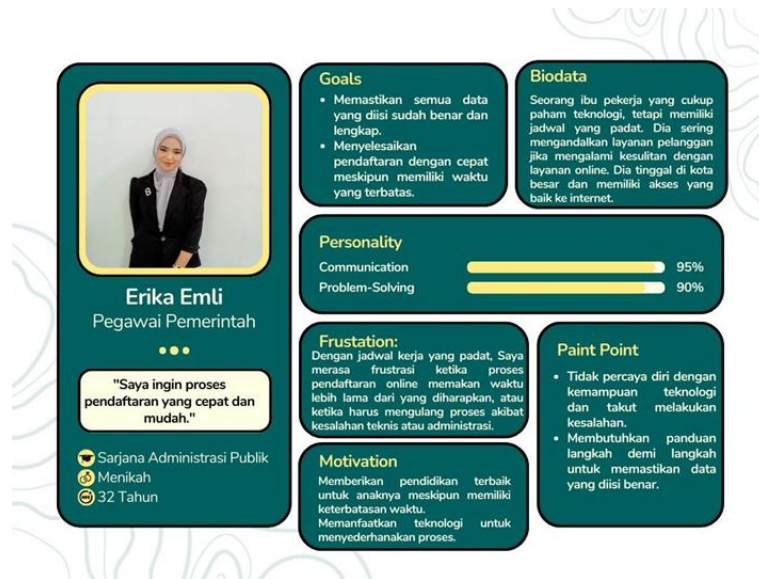 Erika Emli
Pegawai Pemerintah
"Saya ingin proses
pendaftaran yang cepat dan
mudah."
Sarjana Administrasi Publik
Menikah
32 Tahun
Goals
• Memastikan semua data
yang diisi sudah benar dan
lengkap.
• Menyelesaikan
pendaftaran dengan cepat
meskipun memiliki waktu
yang terbatas.
Biodata
Seorang ibu pekerja yang cukup
paham teknologi, tetapi memiliki
jadwal yang padat. Dia sering
mengandalkan layanan pelanggan
jika mengalami kesulitan dengan
layanan online. Dia tinggal di kota
besar dan memiliki akses yang
baik ke internet.
Personality
Communication 95%
Problem-Solving 90%
Frustation:
Dengan jadwal kerja yang padat, Saya
merasa frustrasi ketika proses
pendaftaran online memakan waktu
lebih lama dari yang diharapkan, atau
ketika harus mengulang proses akibat
kesalahan teknis atau administrasi.
Paint Point
• Tidak percaya diri dengan
kemampuan teknologi
dan takut melakukan
kesalahan.
• Membutuhkan panduan
langkah demi langkah
untuk memastikan data
yang diisi benar.
Motivation
Memberikan pendidikan terbaik
untuk anaknya meskipun memiliki
keterbatasan waktu.
Memanfaatkan teknologi untuk
menyederhanakan proses.